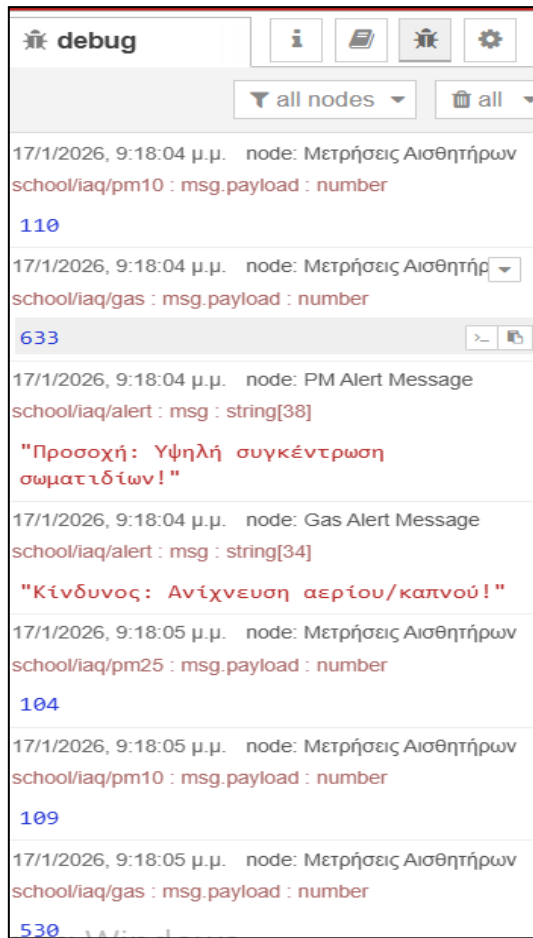 debug
i
all nodes
all
17/1/2026, 9:18:04 μ.μ. node: Μετρήσεις Αισθητήρων
school/iaq/pm10 : msg.payload : number
110
17/1/2026, 9:18:04 μ.μ. node: Μετρήσεις Αισθητήρ
school/iaq/gas : msg.payload : number
633
>_
17/1/2026, 9:18:04 μ.μ. node: PM Alert Message
school/iaq/alert : msg : string[38]
"Προσοχή: Υψηλή συγκέντρωση
σωματιδίων!"
17/1/2026, 9:18:04 μ.μ. node: Gas Alert Message
school/iaq/alert : msg : string[34]
"Κίνδυνος: Ανίχνευση αερίου/καπνού!"
17/1/2026, 9:18:05 μ.μ. node: Μετρήσεις Αισθητήρων
school/iaq/pm25 : msg.payload : number
104
17/1/2026, 9:18:05 μ.μ. node: Μετρήσεις Αισθητήρων
school/iaq/pm10 : msg.payload : number
109
17/1/2026, 9:18:05 μ.μ. node: Μετρήσεις Αισθητήρων
school/iaq/gas : msg.payload : number
530